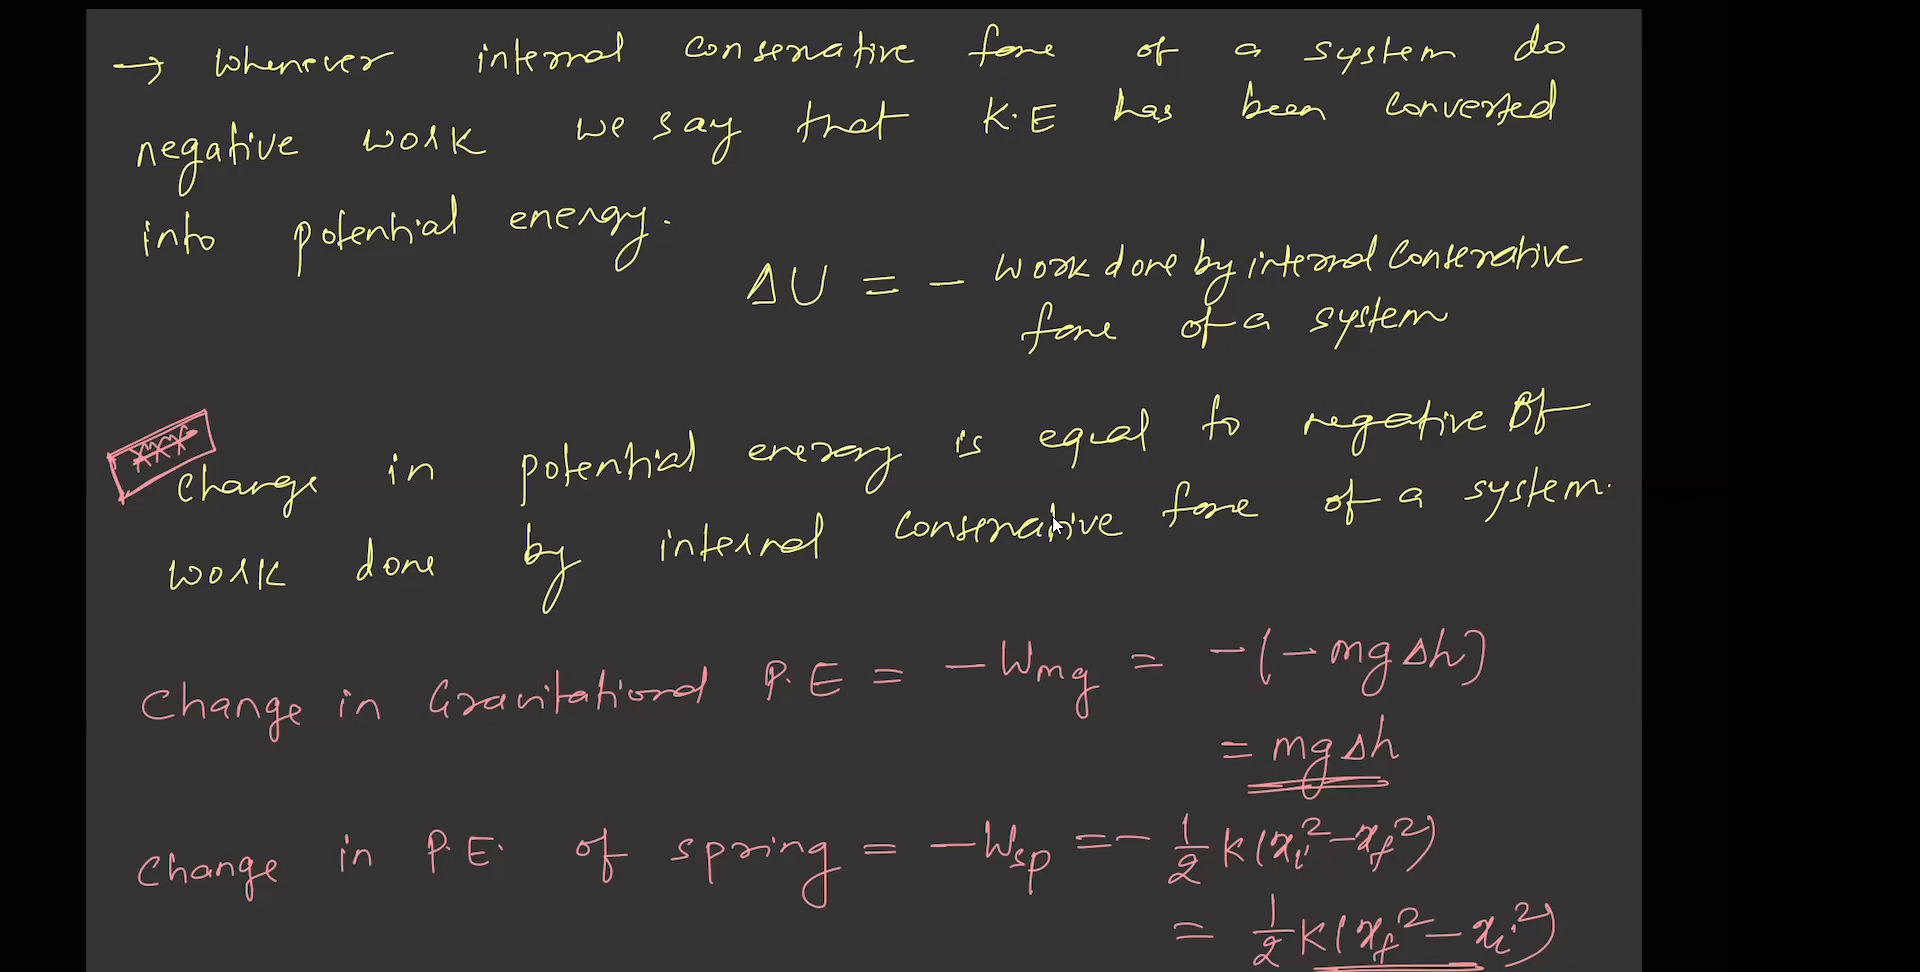 → Whenever internal conservative force of a system do
negative work we say that K.E has been converted
into potential energy.
ΔU = - work done by internal conservative
force of a system
***
Change in potential energy is equal to negative of
work done by internal conservative force of a system.
Change in Gravitational P.E = -Wmg = -(-mgΔh)
= mgΔh
Change in P.E. of spring = -Wsp = - 1/2 K(xi² - xf²)
= 1/2 K(xf² - xi²)